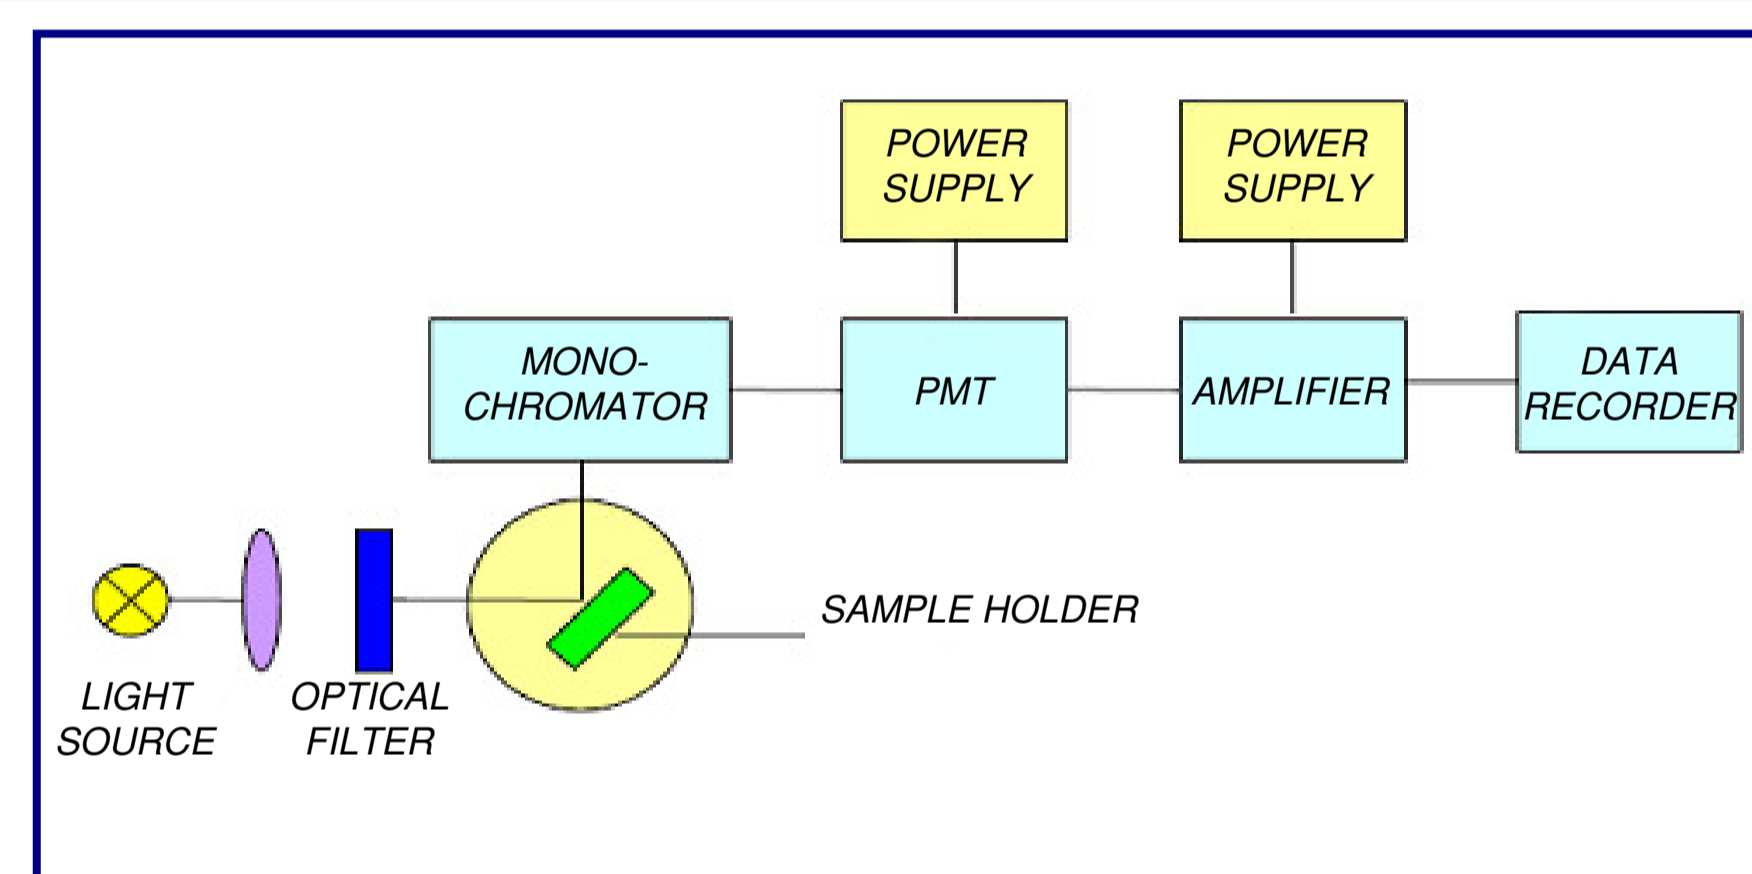 POWER
SUPPLY
POWER
SUPPLY
MONO-
CHROMATOR
PMT
AMPLIFIER
DATA
RECORDER
SAMPLE HOLDER
LIGHT
SOURCE
OPTICAL
FILTER